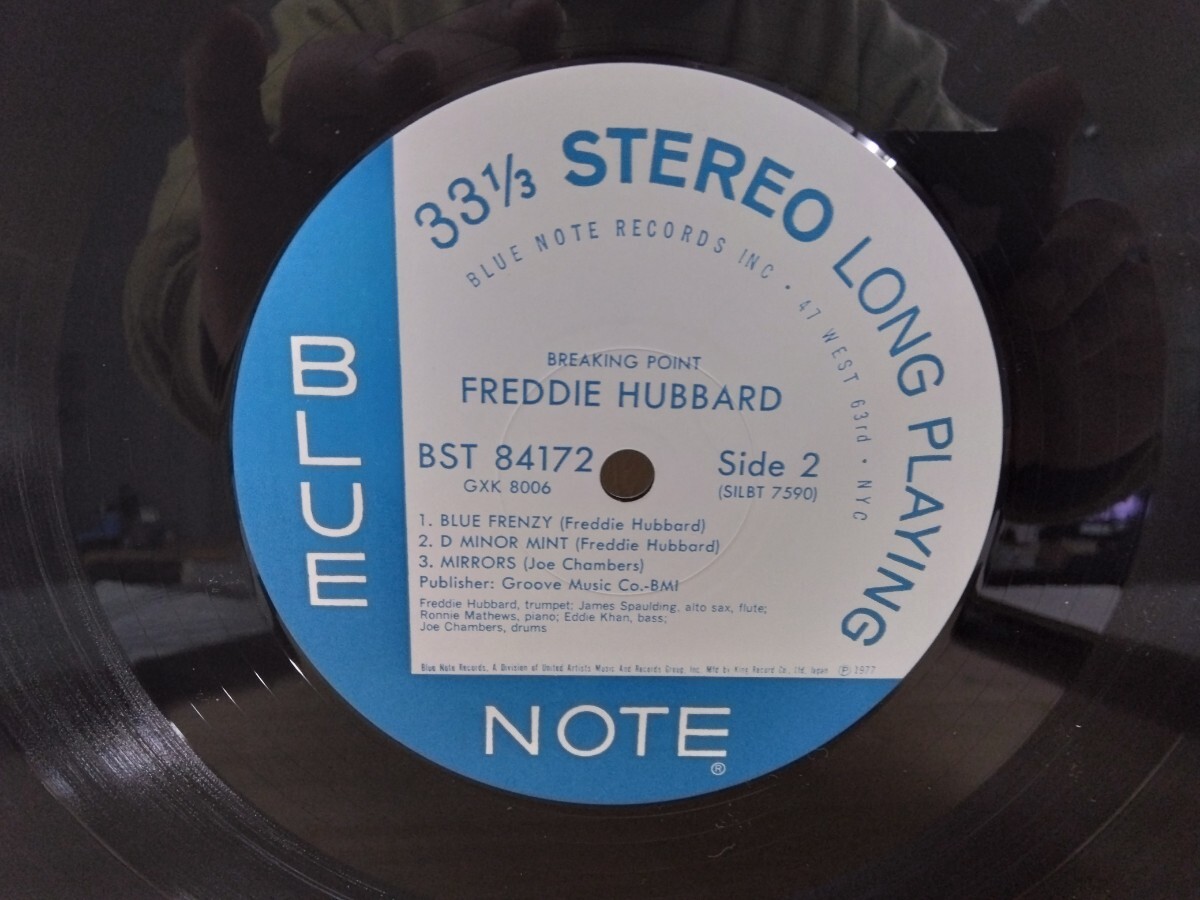 33⅓ STEREO LONG PLAYING
BLUE NOTE RECORDS INC • 47 WEST 63rd • NYC
BREAKING POINT
FREDDIE HUBBARD
BST 84172
GXK 8006
Side 2
(SILBT 7590)
1. BLUE FRENZY (Freddie Hubbard)
2. D MINOR MINT (Freddie Hubbard)
3. MIRRORS (Joe Chambers)
Publisher: Groove Music Co.-BMI
Freddie Hubbard, trumpet; James Spaulding, alto sax, flute;
Ronnie Mathews, piano; Eddie Khan, bass;
Joe Chambers, drums
Blue Note Records, A Division of United Artists Music And Records Group, Inc. Mfd by King Record Co., Ltd, Japan Ⓟ 1977
BLUE
NOTE ®